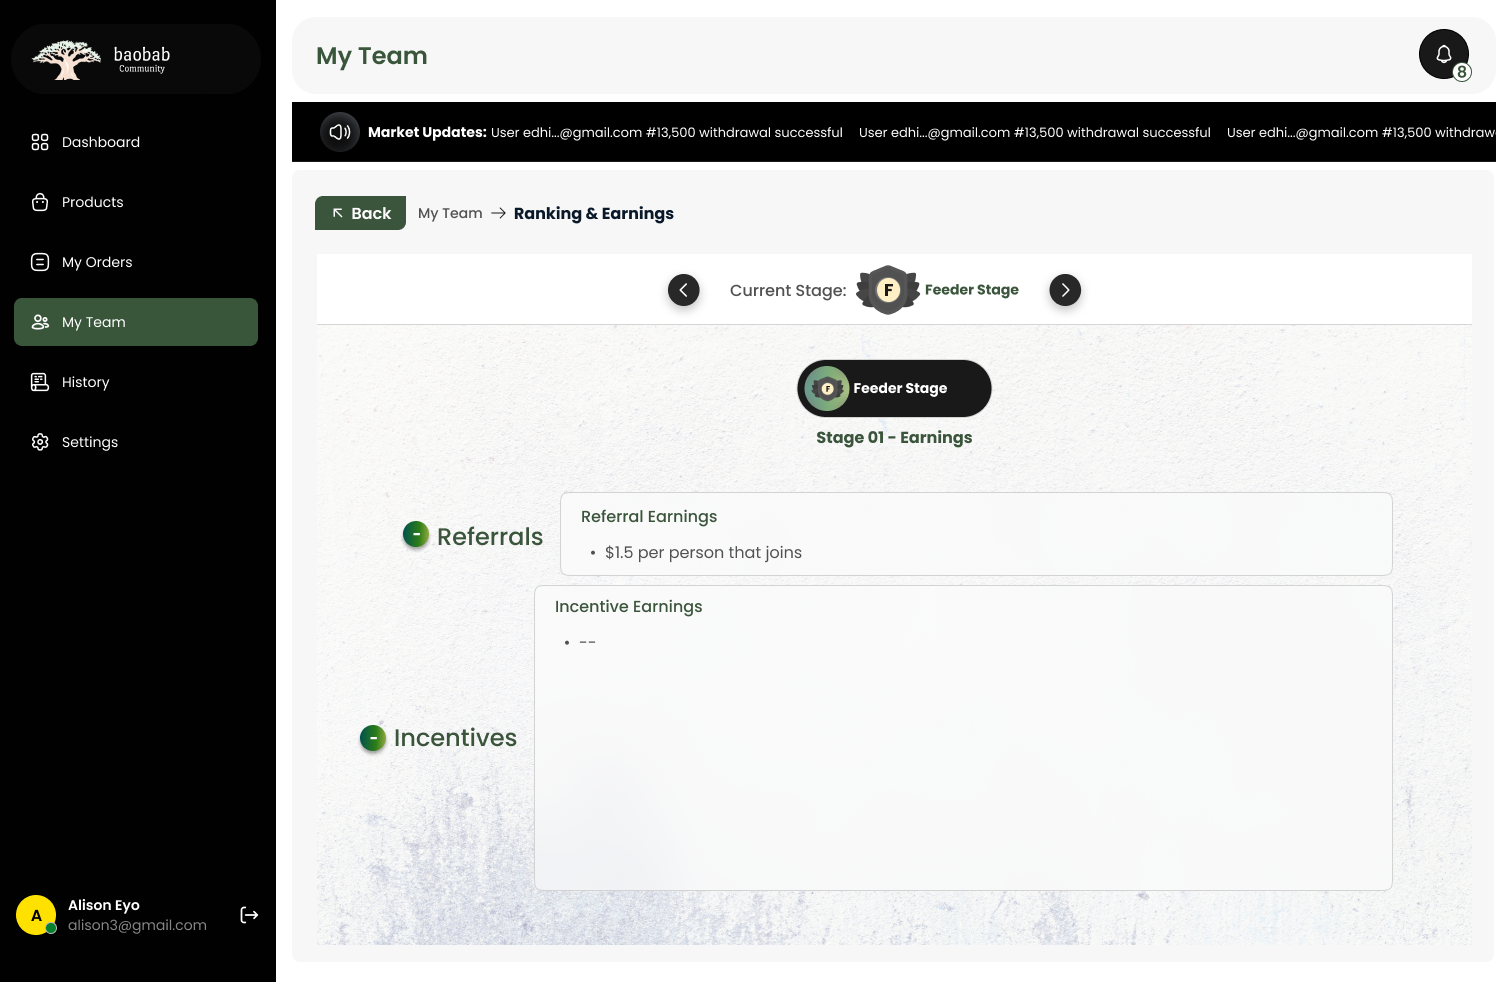 baobab
Community
Dashboard
Products
My Orders
My Team
History
Settings
A
Alison Eyo
alison3@gmail.com
My Team
8
Market Updates: User edhi...@gmail.com #13,500 withdrawal successful User edhi...@gmail.com #13,500 withdrawal successful User edhi...@gmail.com #13,500 withdraw
Back My Team → Ranking & Earnings
Current Stage: F Feeder Stage
F Feeder Stage
Stage 01 - Earnings
- Referrals
Referral Earnings
• $1.5 per person that joins
- Incentives
Incentive Earnings
• --